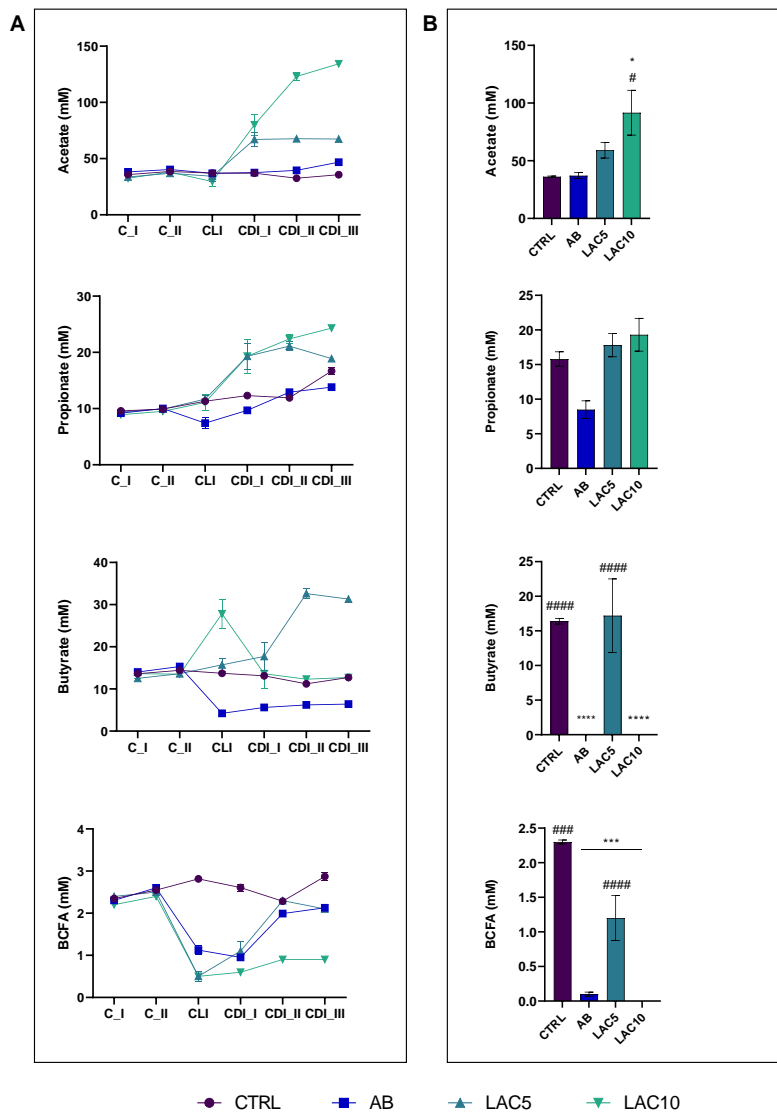 A
Acetate (mM)
150
100
50
0
C_I C_II CLI CDI_I CDI_II CDI_III
Propionate (mM)
30
20
10
0
C_I C_II CLI CDI_I CDI_II CDI_III
Butyrate (mM)
40
30
20
10
0
C_I C_II CLI CDI_I CDI_II CDI_III
BCFA (mM)
4
3
2
1
0
C_I C_II CLI CDI_I CDI_II CDI_III
B
Acetate (mM)
150
100
50
0
*
#
CTRL AB LAC5 LAC10
Propionate (mM)
25
20
15
10
5
0
CTRL AB LAC5 LAC10
Butyrate (mM)
25
20
15
10
5
0
#### **** #### ****
CTRL AB LAC5 LAC10
BCFA (mM)
2.5
2.0
1.5
1.0
0.5
0.0
###
***
####
CTRL AB LAC5 LAC10
CTRL AB LAC5 LAC10